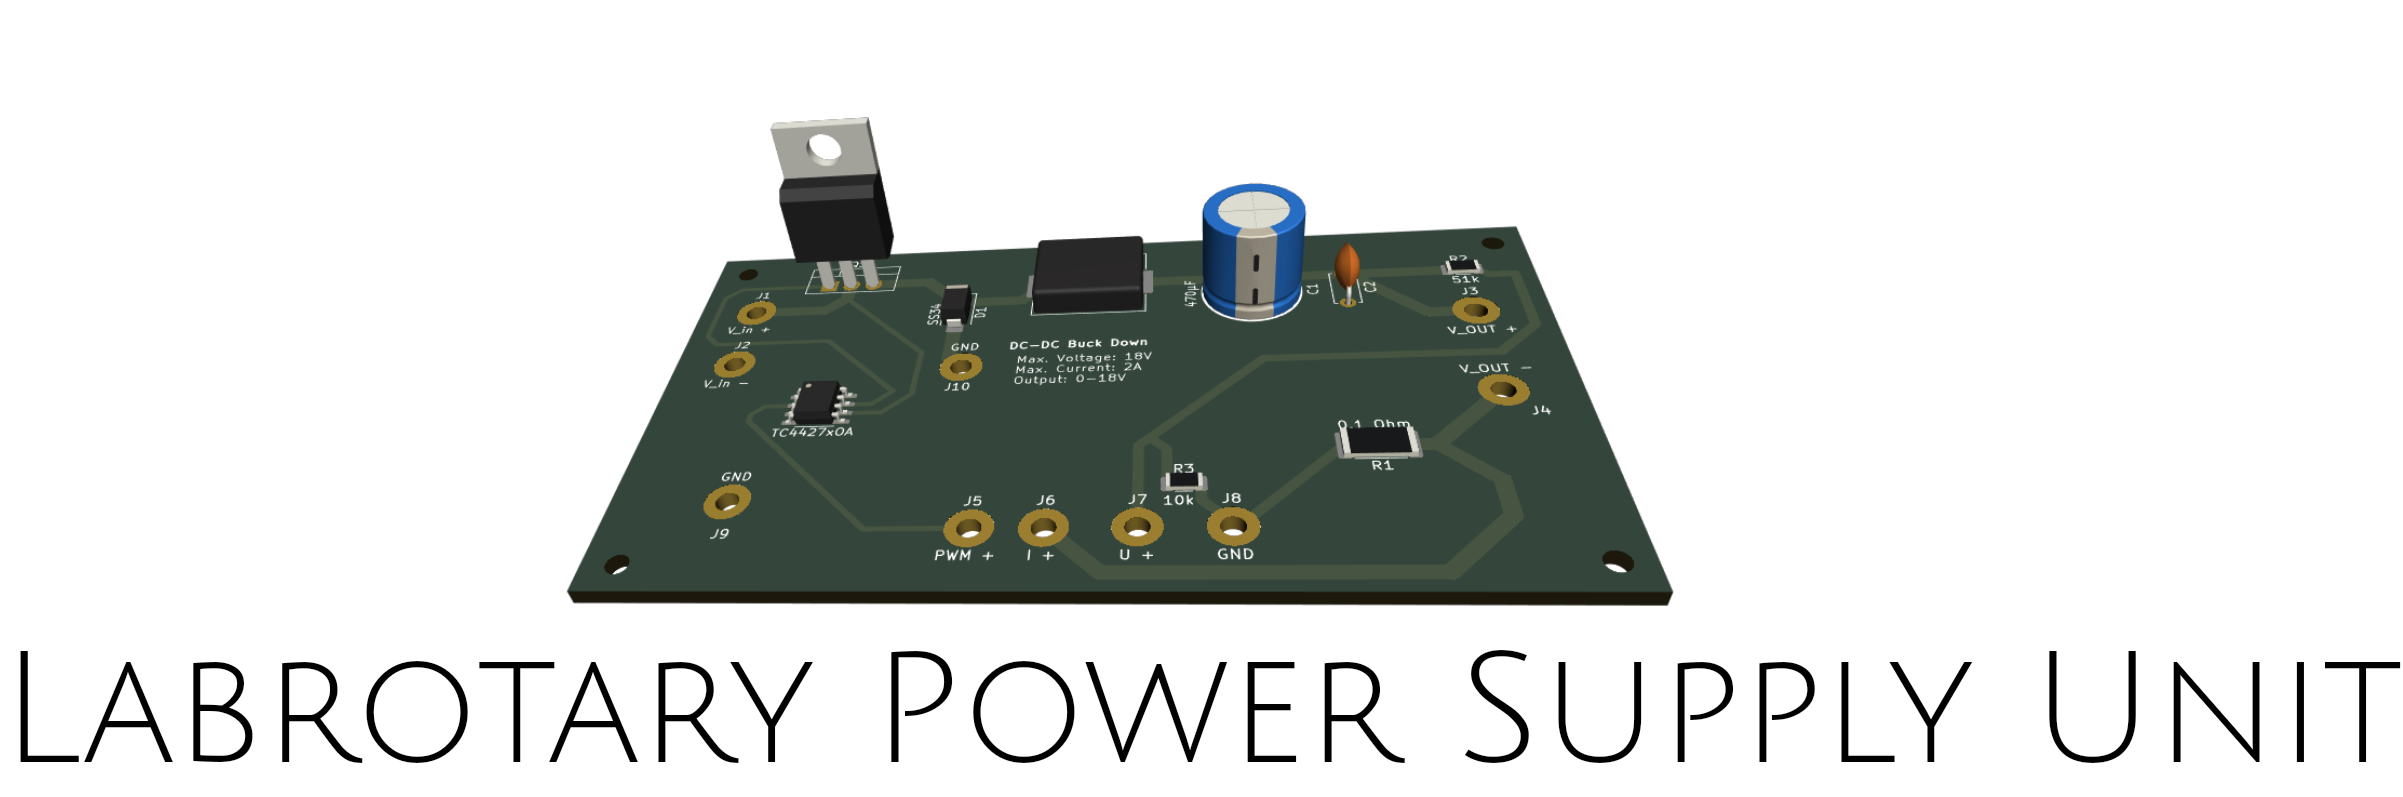 J1
V_in +
J2
V_in −
SS34
D1
GND
J10
DC−DC Buck Down
Max. Voltage: 18V
Max. Current: 2A
Output: 0−18V
470µF
C1
C2
R2
51k
J3
V_OUT +
V_OUT −
J4
TC4427xOA
0.1 Ohm
R1
GND
J9
R3
10k
J5
J6
J7
J8
PWM +
I +
U +
GND
LABROTARY POWER SUPPLY UNIT